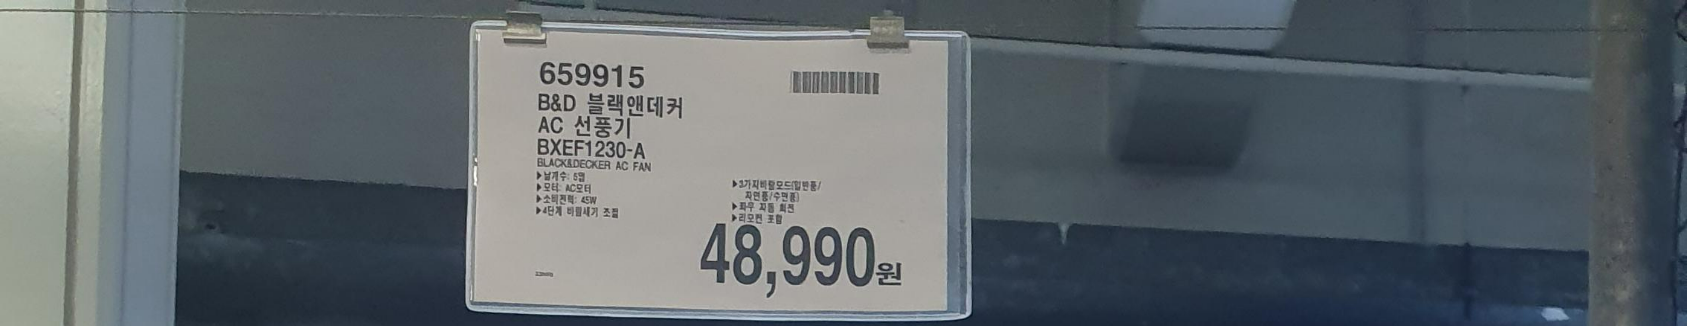 659915
B&D 블랙앤데커
AC 선풍기
BXEF1230-A
BLACK&DECKER AC FAN
▶날개수: 5엽
▶모터: AC모터
▶소비전력: 45W
▶4단계 바람세기 조절
▶3가지바람모드(일반풍/
자연풍/수면풍)
▶좌우 자동 회전
▶리모컨 포함
48,990원